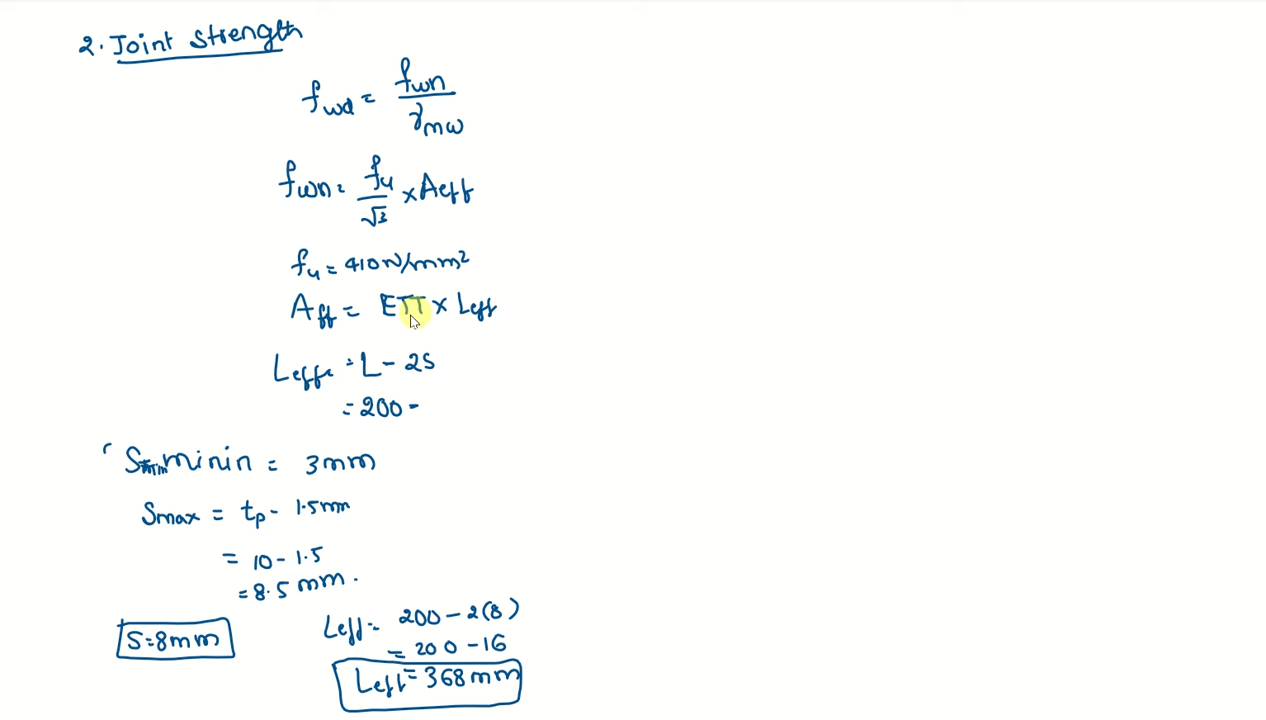 2. Joint Strength
fwd = fwn / γmw
fwn = fu / √3 × Aeff
fu = 410 N/mm²
Aff = ETT × Leff
Leff = L - 2S
= 200 -
minin = 3mm
Smax = tp - 1.5mm
= 10 - 1.5
= 8.5 mm.
S=8mm
Leff = 200 - 2(8)
= 200 - 16
Leff = 368mm